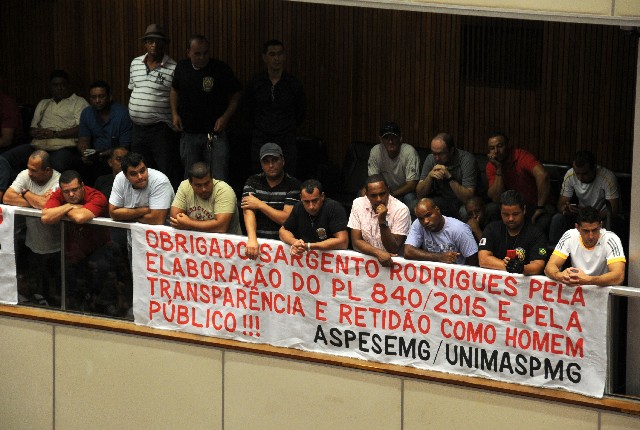 OBRIGADO SARGENTO RODRIGUES PELA
ELABORAÇÃO DO PL 840/2015 E PELA
TRANSPARÊNCIA E RETIDÃO COMO HOMEM
PÚBLICO!!!
ASPESEMG/UNIMASPMG